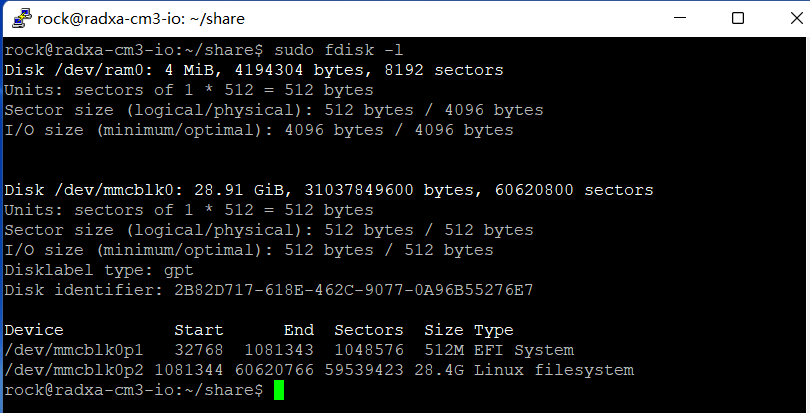 rock@radxa-cm3-io: ~/share
rock@radxa-cm3-io:~/share$ sudo fdisk -l
Disk /dev/ram0: 4 MiB, 4194304 bytes, 8192 sectors
Units: sectors of 1 * 512 = 512 bytes
Sector size (logical/physical): 512 bytes / 4096 bytes
I/O size (minimum/optimal): 4096 bytes / 4096 bytes
Disk /dev/mmcblk0: 28.91 GiB, 31037849600 bytes, 60620800 sectors
Units: sectors of 1 * 512 = 512 bytes
Sector size (logical/physical): 512 bytes / 512 bytes
I/O size (minimum/optimal): 512 bytes / 512 bytes
Disklabel type: gpt
Disk identifier: 2B82D717-618E-462C-9077-0A96B55276E7
Device Start End Sectors Size Type
/dev/mmcblk0p1 32768 1081343 1048576 512M EFI System
/dev/mmcblk0p2 1081344 60620766 59539423 28.4G Linux filesystem
rock@radxa-cm3-io:~/share$